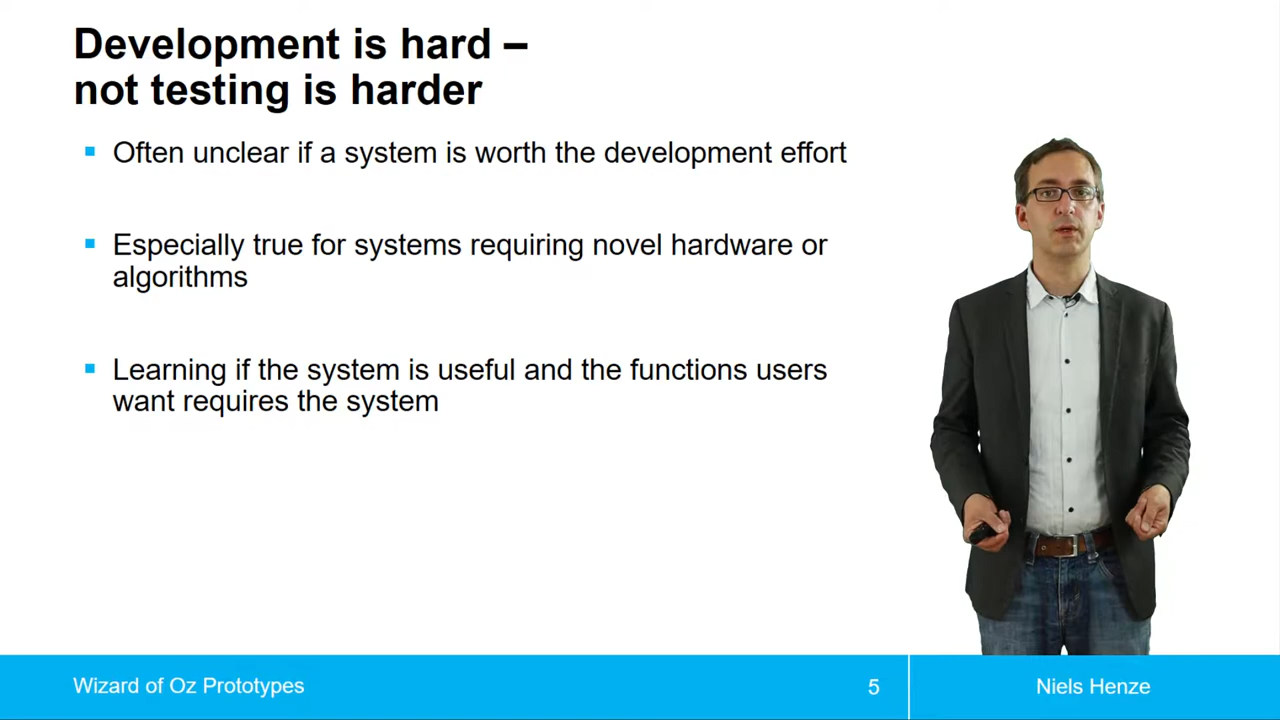 Development is hard –
not testing is harder
Often unclear if a system is worth the development effort
Especially true for systems requiring novel hardware or
algorithms
Learning if the system is useful and the functions users
want requires the system
Wizard of Oz Prototypes
5
Niels Henze